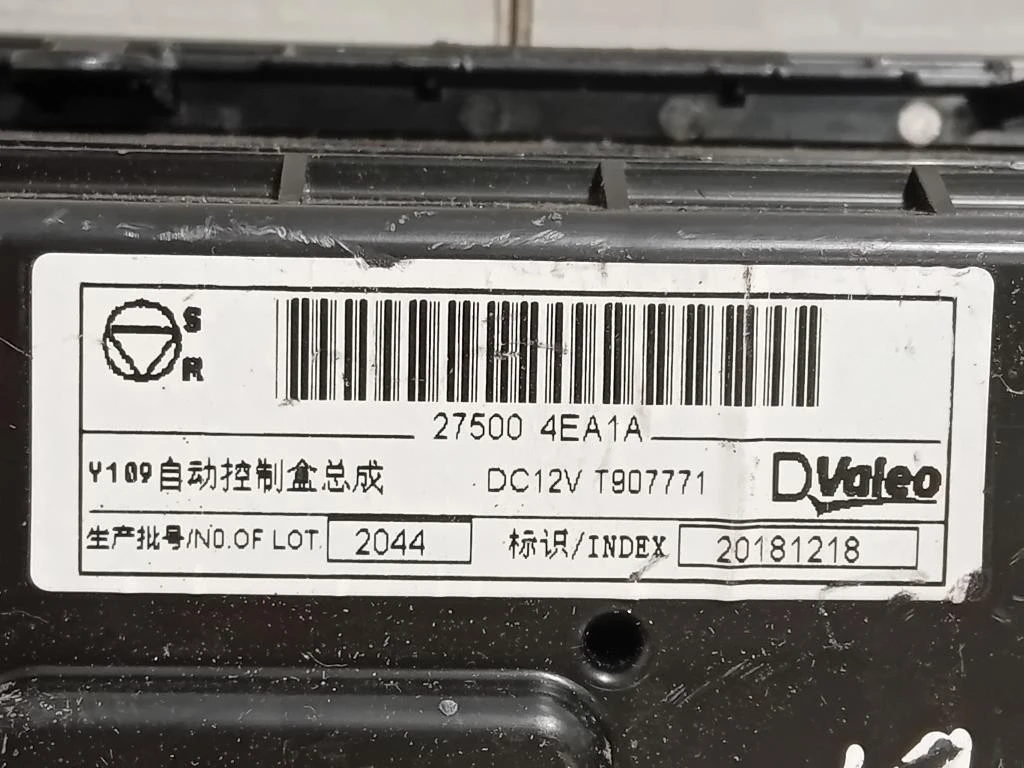 S
R
27500 4EA1A
Y109自动控制盒总成 DC12V T907771 Valeo
生产批号/NO.OF LOT 2044 标识/INDEX 20181218